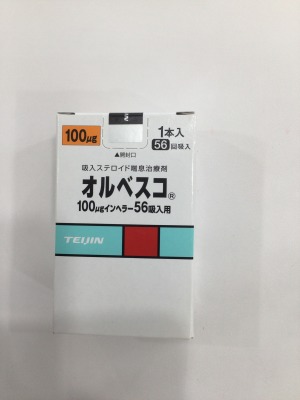 100μg
1本入
56回吸入
▲開封口
吸入ステロイド喘息治療剤
オルベスコ®
100μgインヘラー56吸入用
TEIJIN